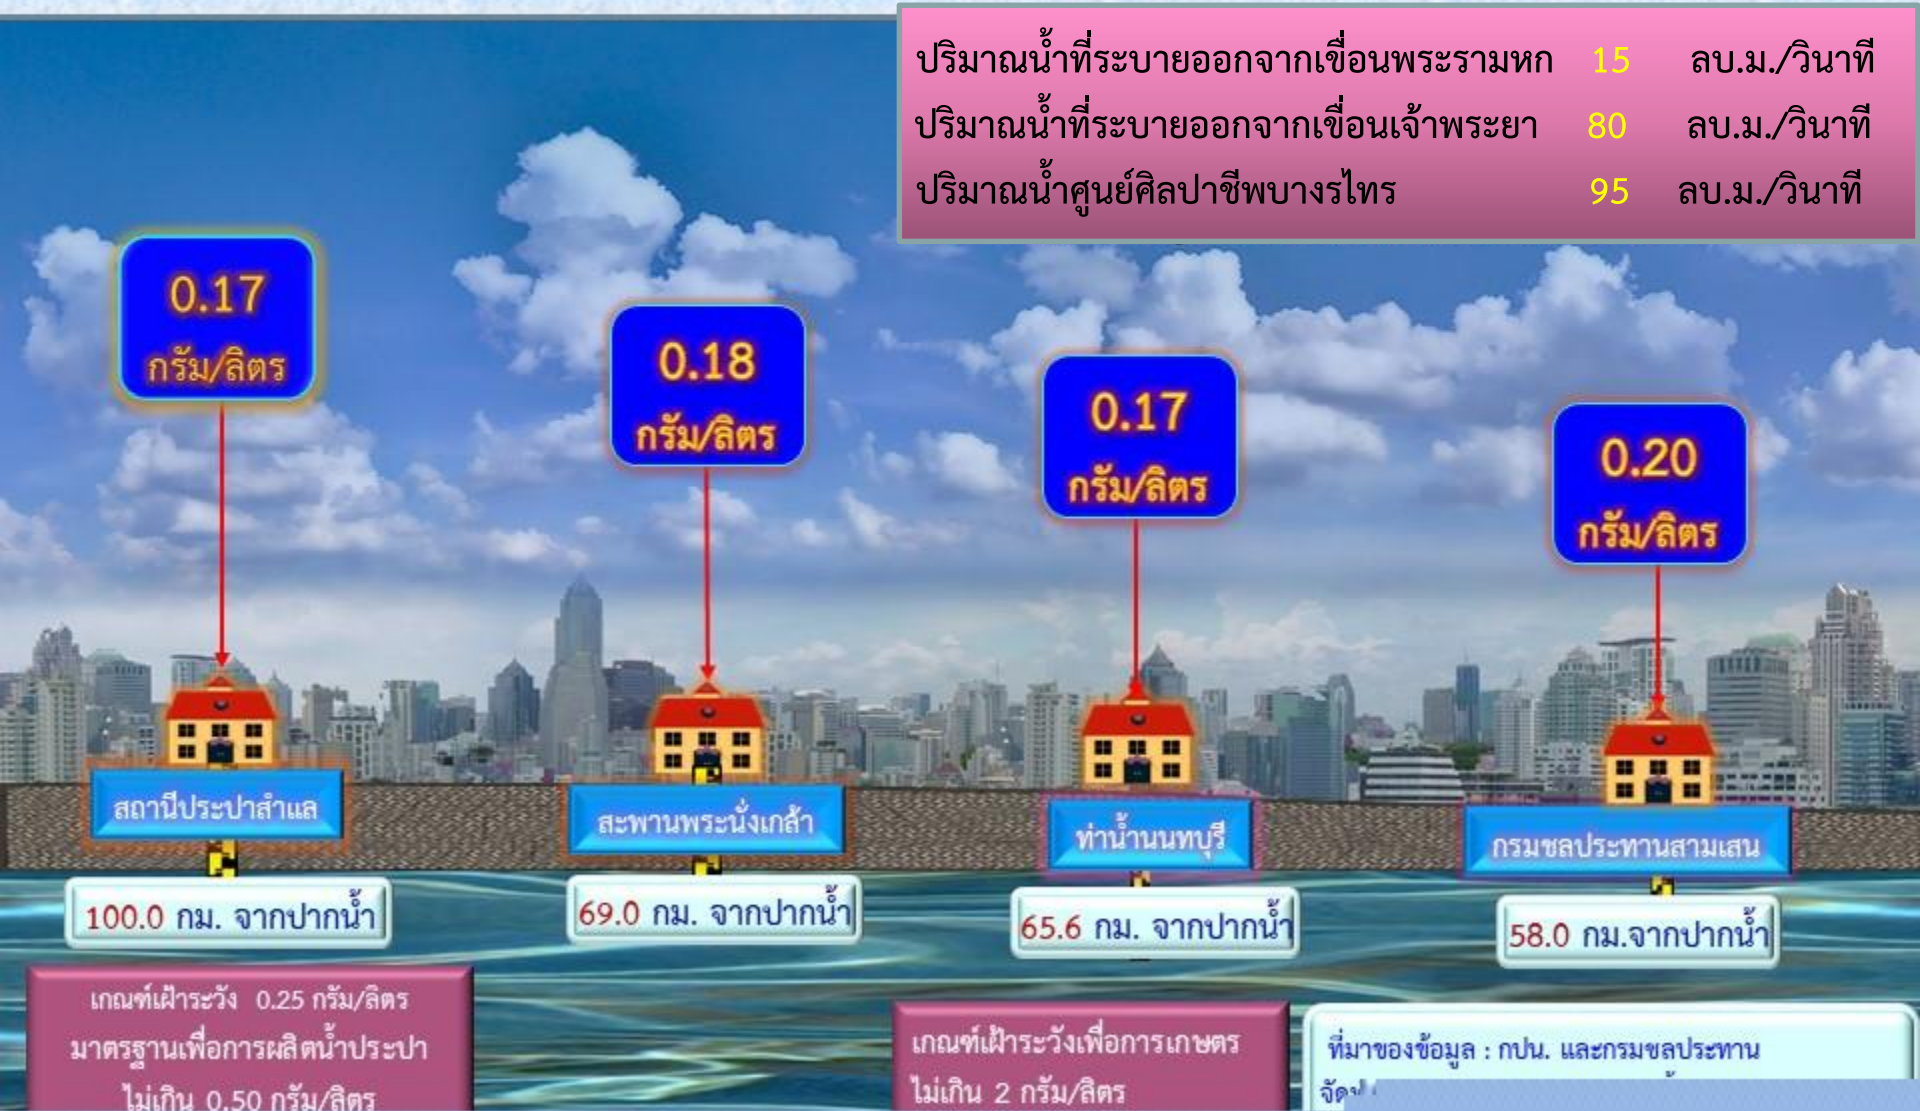 ปริมาณน้ำที่ระบายออกจากเขื่อนพระรามหก 15 ลบ.ม./วินาที
ปริมาณน้ำที่ระบายออกจากเขื่อนเจ้าพระยา 80 ลบ.ม./วินาที
ปริมาณน้ำศูนย์ศิลปาชีพบางรไทร 95 ลบ.ม./วินาที
0.17
กรัม/ลิตร
0.18
กรัม/ลิตร
0.17
กรัม/ลิตร
0.20
กรัม/ลิตร
สถานีประปาสำแล
สะพานพระนั่งเกล้า
ท่าน้ำนนทบุรี
กรมชลประทานสามเสน
100.0 กม. จากปากน้ำ
69.0 กม. จากปากน้ำ
65.6 กม. จากปากน้ำ
58.0 กม.จากปากน้ำ
เกณฑ์เฝ้าระวัง 0.25 กรัม/ลิตร
มาตรฐานเพื่อการผลิตน้ำประปา
ไม่เกิน 0.50 กรัม/ลิตร
เกณฑ์เฝ้าระวังเพื่อการเกษตร
ไม่เกิน 2 กรัม/ลิตร
ที่มาของข้อมูล : กปน. และกรมชลประทาน